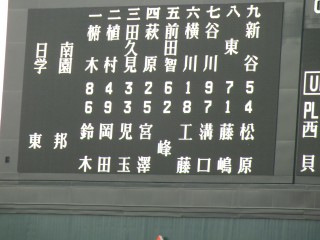 日南学園
一 木 8
二 植村 4
三 田久見 3
四 萩原 2
五 前田智 6
六 横川 1
七 谷川 9
八 東 7
九 新谷 5
東邦
6 鈴木
9 岡田
3 児玉
5 宮澤
2 峰
8 工藤
7 溝口
1 藤嶋
4 松原
U
PL
西
貝